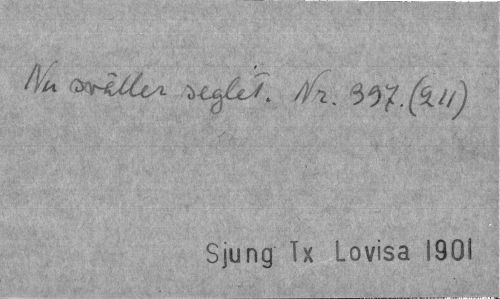 Nu sväller seglet. Nr. 397. (211)
Sjung Tx Lovisa 1901